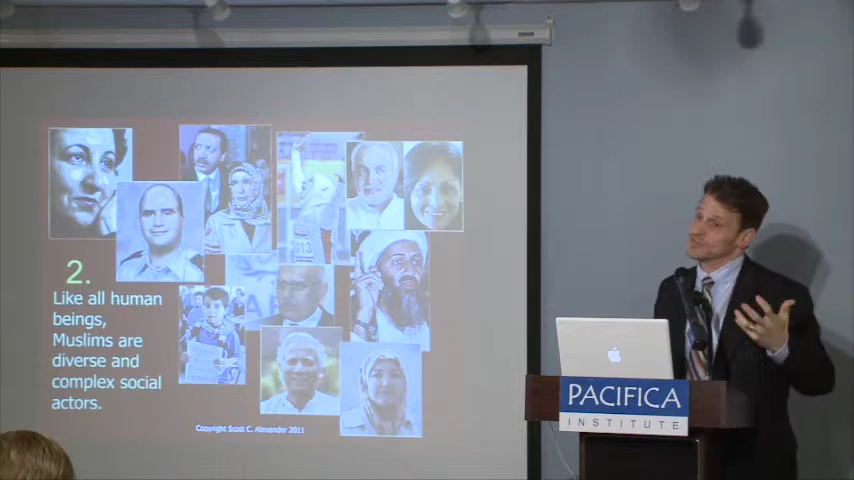 2.
Like all human
beings,
Muslims are
diverse and
complex social
actors.
Copyright Scott C. Alexander 2011
PACIFICA
INSTITUTE